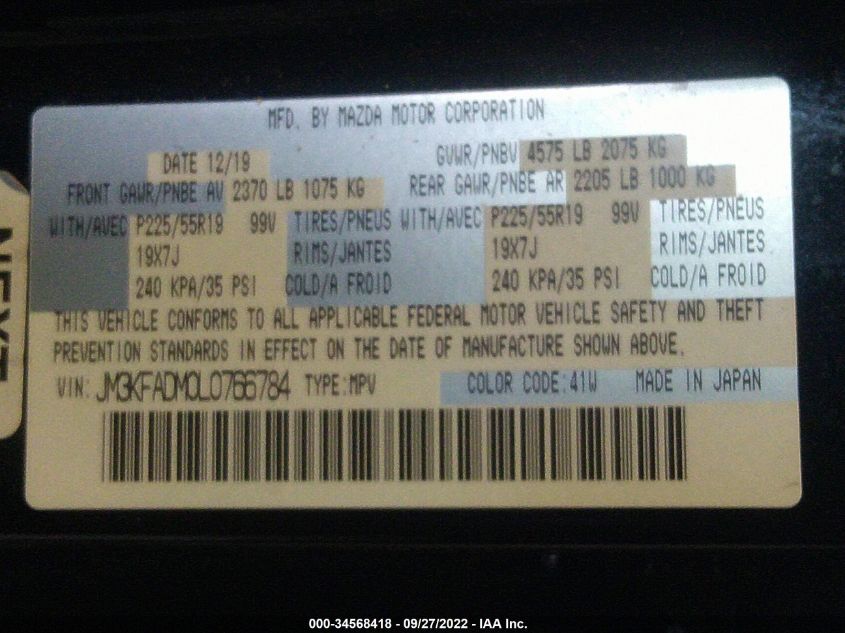 MFD. BY MAZDA MOTOR CORPORATION
DATE 12/19 GVWR/PNBV 4575 LB 2075 KG
FRONT GAWR/PNBE AV 2370 LB 1075 KG REAR GAWR/PNBE AR 2205 LB 1000 KG
WITH/AVEC P225/55R19 99V TIRES/PNEUS WITH/AVEC P225/55R19 99V TIRES/PNEUS
19X7J RIMS/JANTES 19X7J RIMS/JANTES
240 KPA/35 PSI COLD/A FROID 240 KPA/35 PSI COLD/A FROID
THIS VEHICLE CONFORMS TO ALL APPLICABLE FEDERAL MOTOR VEHICLE SAFETY AND THEFT
PREVENTION STANDARDS IN EFFECT ON THE DATE OF MANUFACTURE SHOWN ABOVE.
VIN: JM3KFADM0L0766784 TYPE:MPV COLOR CODE:41W MADE IN JAPAN
NEXT
000-34568418 - 09/27/2022 - IAA Inc.